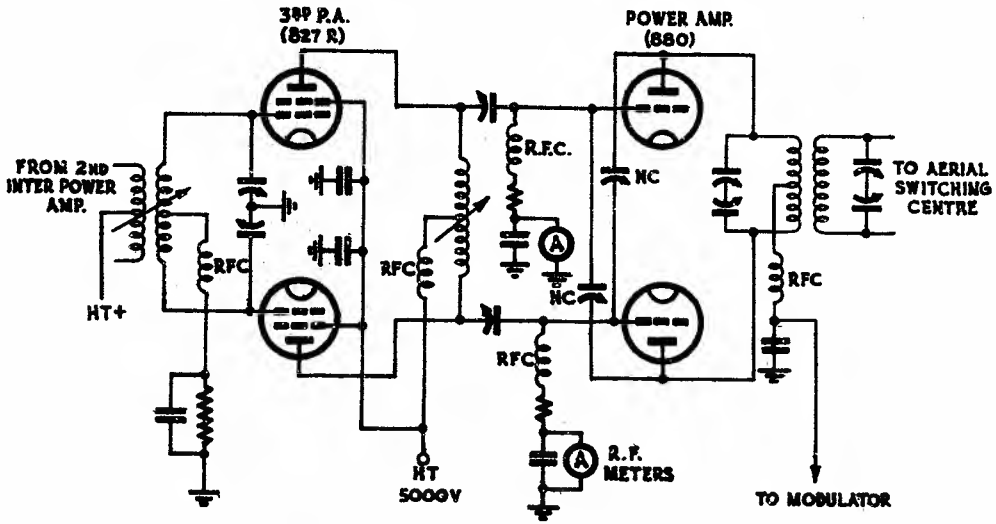 3RD P.A.
(827 R)
POWER AMP.
(880)
FROM 2ND
INTER POWER
AMP.
HT+
RFC
RFC
R.F.C.
A
NC
NC
RFC
A
R.F.
METERS
HT
5000V
RFC
TO AERIAL
SWITCHING
CENTRE
TO MODULATOR